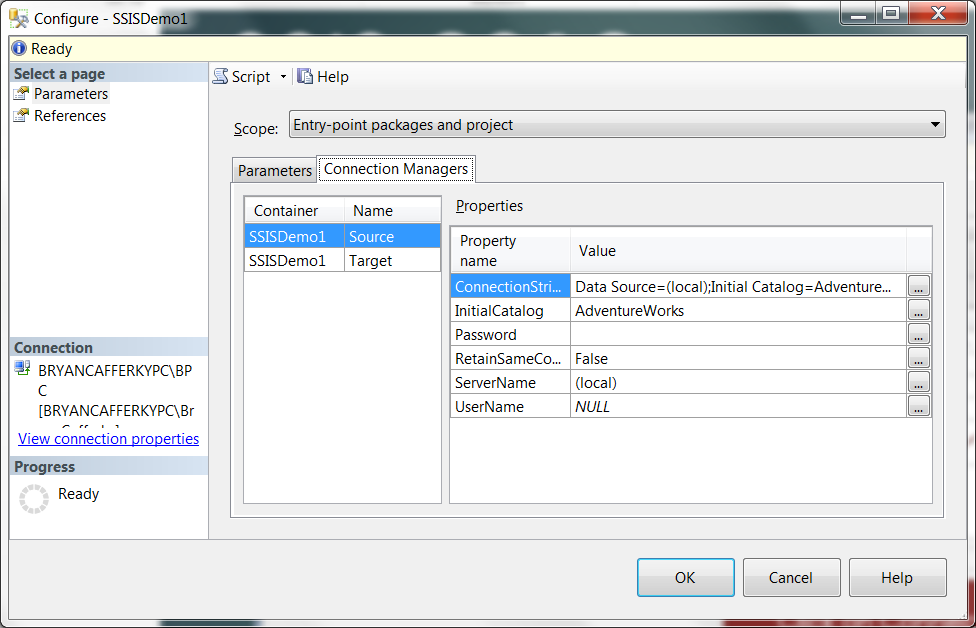 Configure - SSISDemo1
Ready
Select a page
Parameters
References
Script
Help
Scope:
Entry-point packages and project
Parameters
Connection Managers
Container
Name
SSISDemo1
Source
SSISDemo1
Target
Properties
Property
name
Value
ConnectionStri...
Data Source=(local);Initial Catalog=Adventure...
...
InitialCatalog
AdventureWorks
...
Password
...
RetainSameCo...
False
...
ServerName
(local)
...
UserName
NULL
...
Connection
BRYANCAFFERKYPC\BP
C
[BRYANCAFFERKYPC\Br
View connection properties
Progress
Ready
OK
Cancel
Help